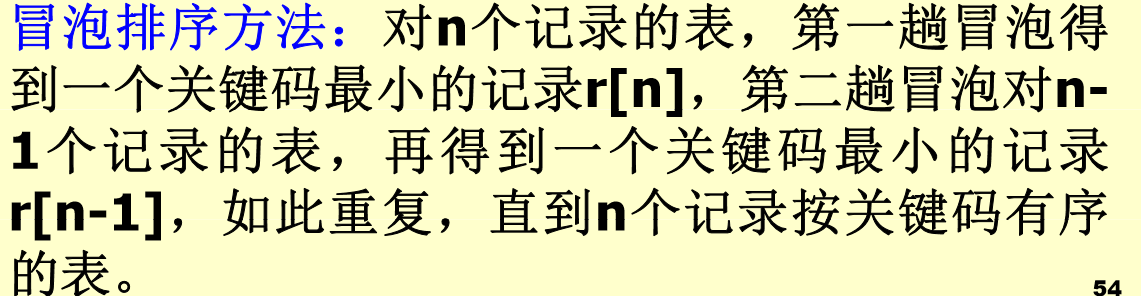 冒泡排序方法：对n个记录的表，第一趟冒泡得
到一个关键码最小的记录r[n]，第二趟冒泡对n-
1个记录的表，再得到一个关键码最小的记录
r[n-1]，如此重复，直到n个记录按关键码有序
的表。
54